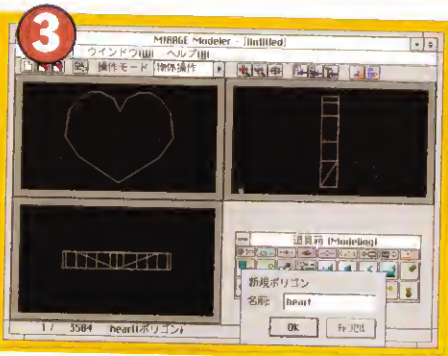 3
MIRAGE Modeler - [Untitled]
ウインドウ(W) ヘルプ(H)
操作モード 物体操作
道具箱 (Modeling)
新規ポリゴン
名前: heart
OK キャンセル
17 3584 heart(ポリゴン)